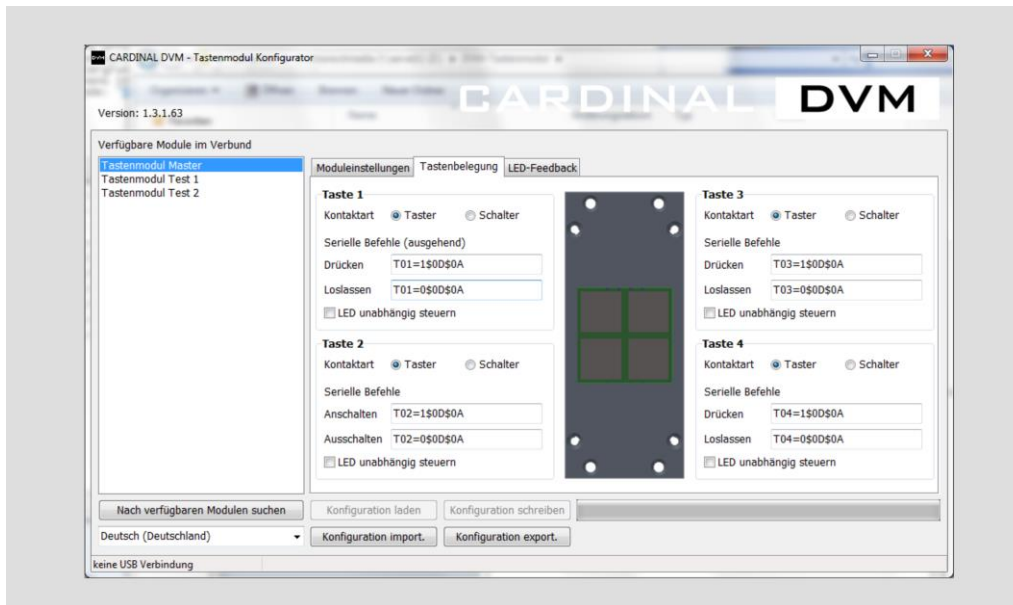 CARDINAL DVM - Tastenmodul Konfigurator
CARDINAL DVM
Version: 1.3.1.63
Verfügbare Module im Verbund
Tastenmodul Master
Tastenmodul Test 1
Tastenmodul Test 2
Moduleinstellungen Tastenbelegung LED-Feedback
Taste 1
Kontaktart Taster Schalter
Serielle Befehle (ausgehend)
Drücken T01=1$0D$0A
Loslassen T01=0$0D$0A
LED unabhängig steuern
Taste 2
Kontaktart Taster Schalter
Serielle Befehle
Anschalten T02=1$0D$0A
Ausschalten T02=0$0D$0A
LED unabhängig steuern
Taste 3
Kontaktart Taster Schalter
Serielle Befehle
Drücken T03=1$0D$0A
Loslassen T03=0$0D$0A
LED unabhängig steuern
Taste 4
Kontaktart Taster Schalter
Serielle Befehle
Drücken T04=1$0D$0A
Loslassen T04=0$0D$0A
LED unabhängig steuern
Nach verfügbaren Modulen suchen Konfiguration laden Konfiguration schreiben
Deutsch (Deutschland) Konfiguration import. Konfiguration export.
keine USB Verbindung